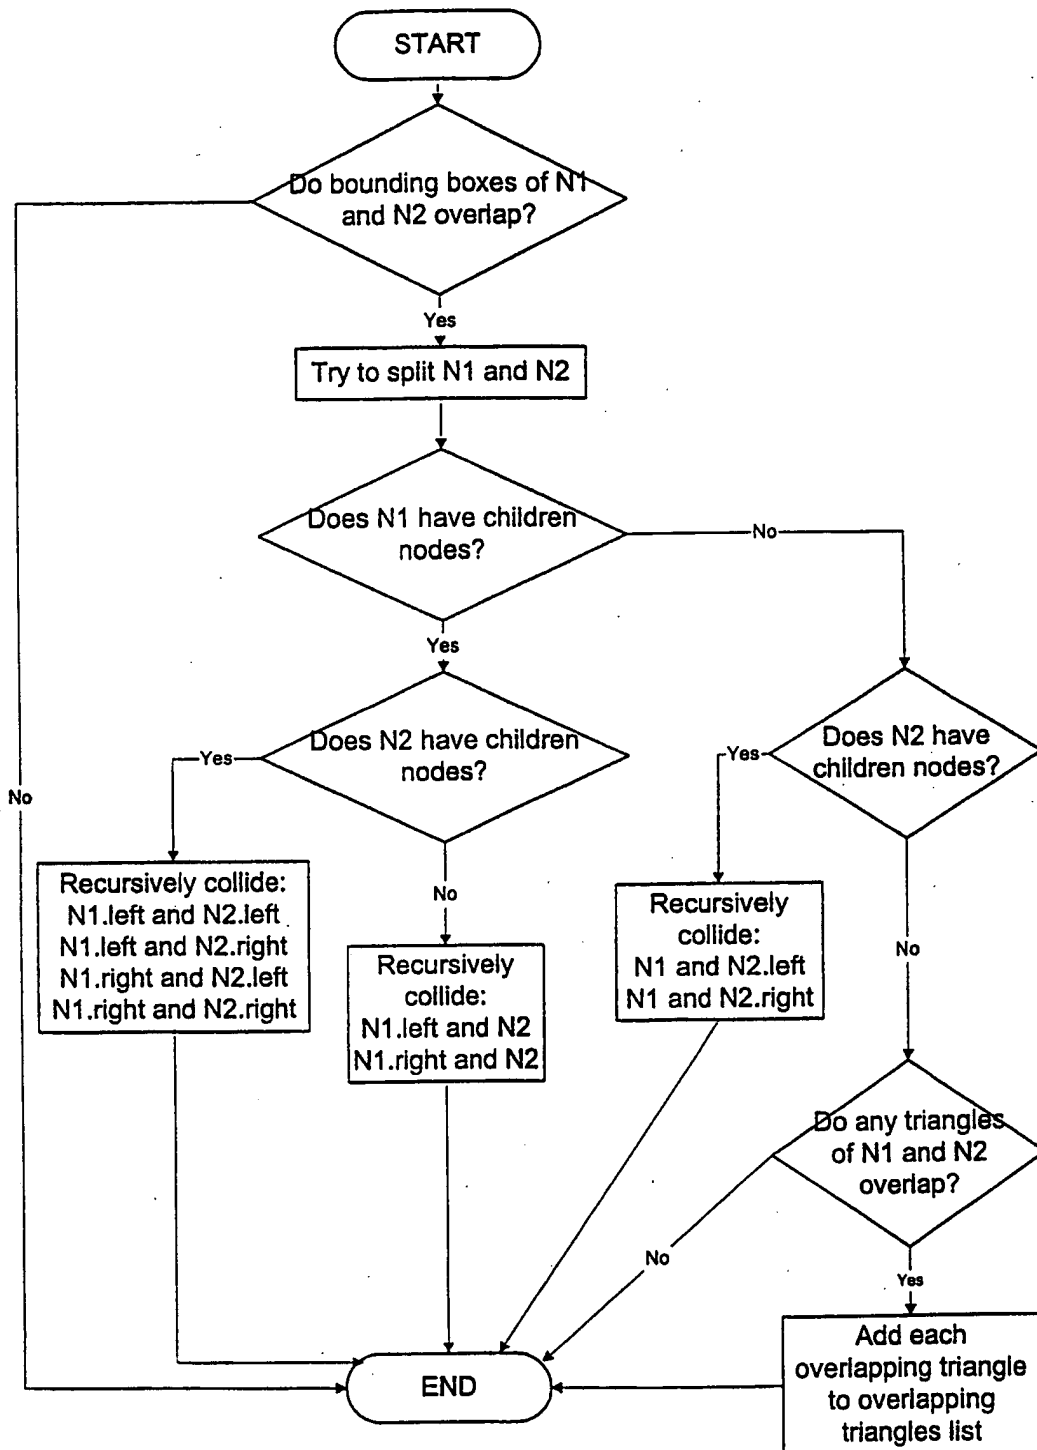 START
Do bounding boxes of N1
and N2 overlap?
Yes
Try to split N1 and N2
Does N1 have children
nodes?
No
Yes
Does N2 have children
nodes?
Yes
Does N2 have
children nodes?
Yes
No
Recursively collide:
N1.left and N2.left
N1.left and N2.right
N1.right and N2.left
N1.right and N2.right
No
Recursively
collide:
N1.left and N2
N1.right and N2
Recursively
collide:
N1 and N2.left
N1 and N2.right
No
Do any triangles
of N1 and N2
overlap?
No
Yes
Add each
overlapping triangle
to overlapping
triangles list
END